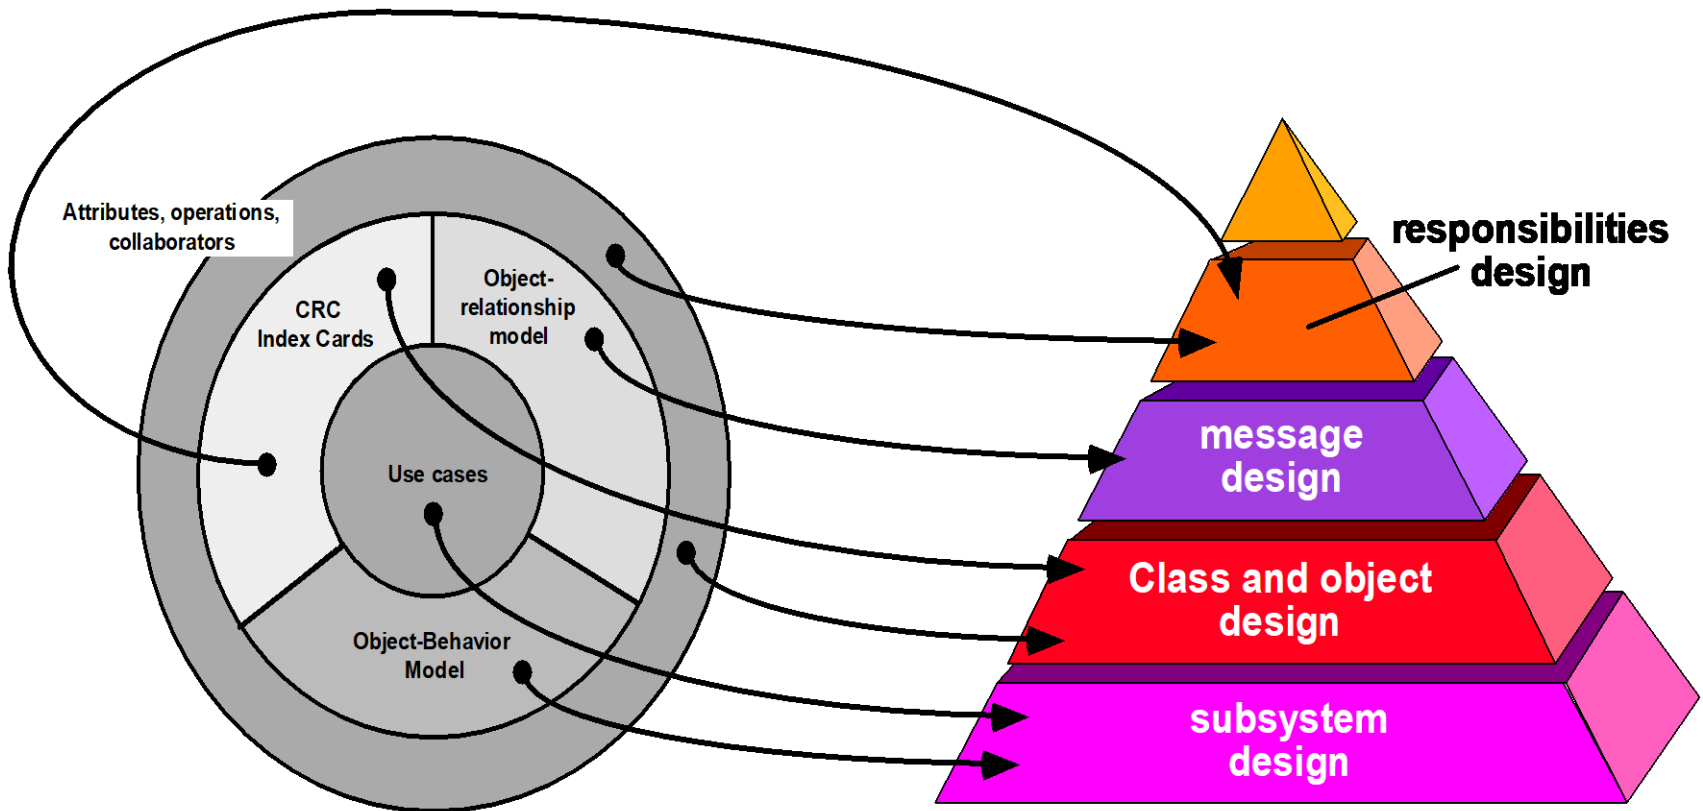 Attributes, operations,
collaborators
CRC
Index Cards
Object-
relationship
model
Use cases
Object-Behavior
Model
responsibilities
design
message
design
Class and object
design
subsystem
design